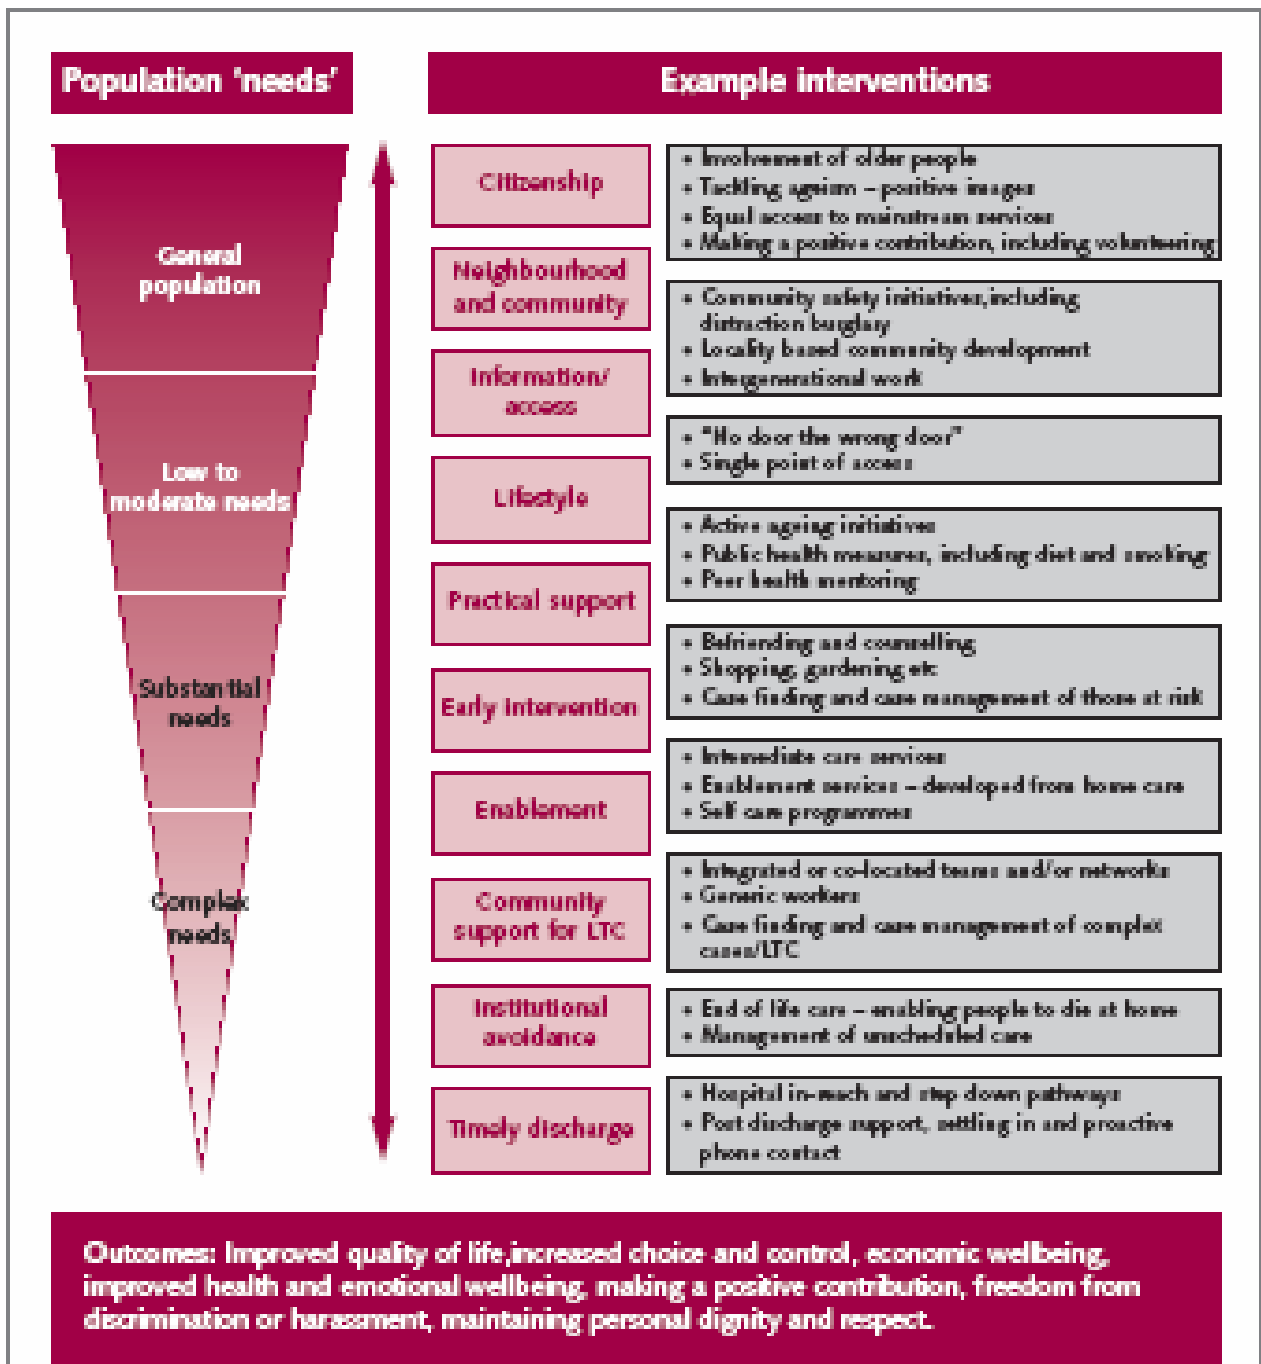 Population ‘needs’
Example interventions
General
population
Low to
moderate needs
Substantial
needs
Complex
needs
Citizenship
Neighbourhood
and community
Information/
access
Lifestyle
Practical support
Early intervention
Enablement
Community
support for LTC
Institutional
avoidance
Timely discharge
• Involvement of older people
• Tackling ageism – positive images
• Equal access to mainstream services
• Making a positive contribution, including volunteering
• Community safety initiatives,including
distraction burglary
• Locality based community development
• Intergenerational work
• “No door the wrong door”
• Single point of access
• Active ageing initiatives
• Public health measures, including diet and smoking
• Peer health mentoring
• Befriending and counselling
• Shopping, gardening etc
• Case finding and case management of those at risk
• Intermediate care services
• Enablement services – developed from home care
• Self care programmes
• Integrated or co-located teams and/or networks
• Generic workers
• Case finding and case management of complex
cases/LTC
• End of life care – enabling people to die at home
• Management of unscheduled care
• Hospital in-reach and step down pathways
• Post discharge support, settling in and proactive
phone contact
Outcomes: Improved quality of life,increased choice and control, economic wellbeing,
improved health and emotional wellbeing, making a positive contribution, freedom from
discrimination or harassment, maintaining personal dignity and respect.